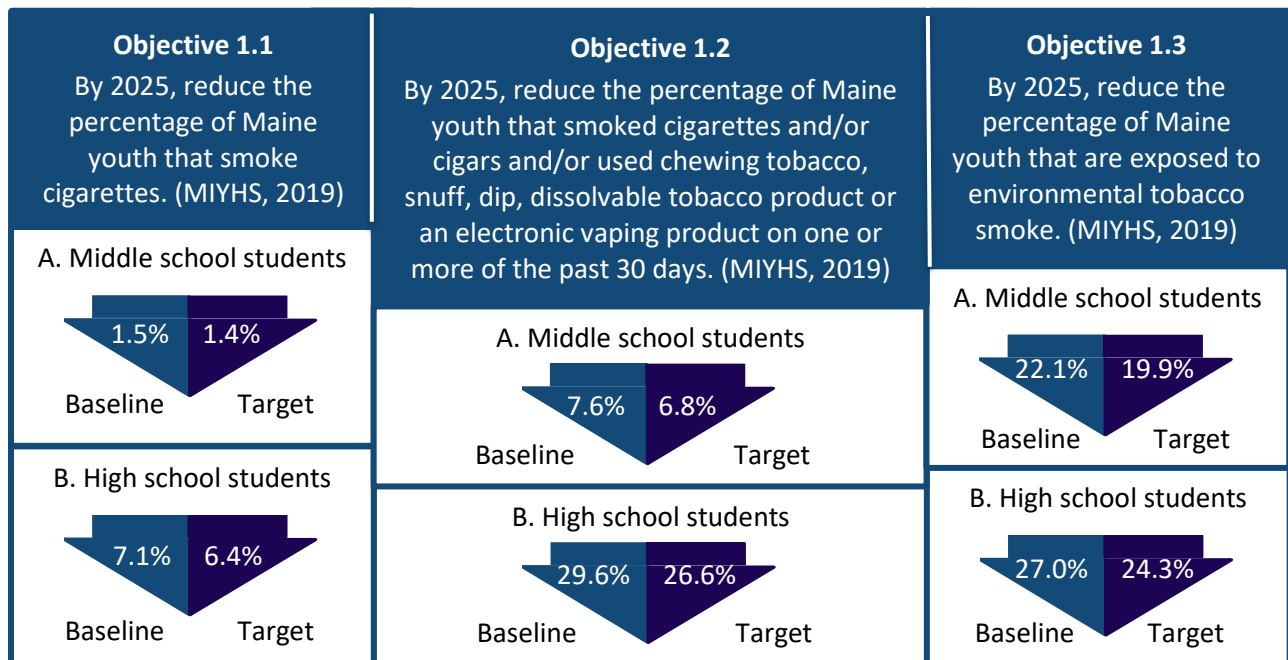 Objective 1.1
By 2025, reduce the
percentage of Maine
youth that smoke
cigarettes. (MIYHS, 2019)
A. Middle school students
1.5% 1.4%
Baseline Target
B. High school students
7.1% 6.4%
Baseline Target
Objective 1.2
By 2025, reduce the percentage of Maine
youth that smoked cigarettes and/or
cigars and/or used chewing tobacco,
snuff, dip, dissolvable tobacco product or
an electronic vaping product on one or
more of the past 30 days. (MIYHS, 2019)
A. Middle school students
7.6% 6.8%
Baseline Target
B. High school students
29.6% 26.6%
Baseline Target
Objective 1.3
By 2025, reduce the
percentage of Maine
youth that are exposed to
environmental tobacco
smoke. (MIYHS, 2019)
A. Middle school students
22.1% 19.9%
Baseline Target
B. High school students
27.0% 24.3%
Baseline Target